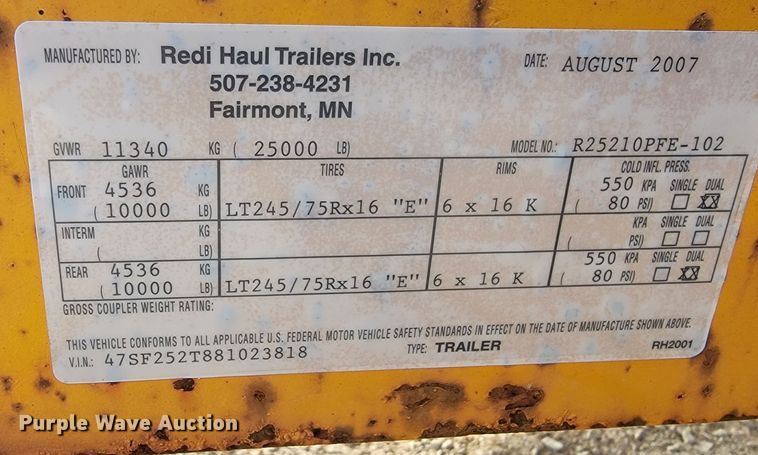 MANUFACTURED BY: Redi Haul Trailers Inc. DATE: AUGUST 2007
507-238-4231
Fairmont, MN
GVWR 11340 KG ( 25000 LB) MODEL NO.: R25210PFE-102
GAWR TIRES RIMS COLD INFL. PRESS.
FRONT 4536 KG 550 KPA SINGLE DUAL
( 10000 LB) LT245/75Rx16 "E" 6 x 16 K ( 80 PSI) XX
INTERM KG KPA SINGLE DUAL
( LB) ( PSI)
REAR 4536 KG 550 KPA SINGLE DUAL
( 10000 LB) LT245/75Rx16 "E" 6 x 16 K ( 80 PSI) XX
GROSS COUPLER WEIGHT RATING:
THIS VEHICLE CONFORMS TO ALL APPLICABLE U.S. FEDERAL MOTOR VEHICLE SAFETY STANDARDS IN EFFECT ON THE DATE OF MANUFACTURE SHOWN ABOVE.
V.I.N.: 47SF252T881023818 TYPE: TRAILER RH2001
Purple Wave Auction